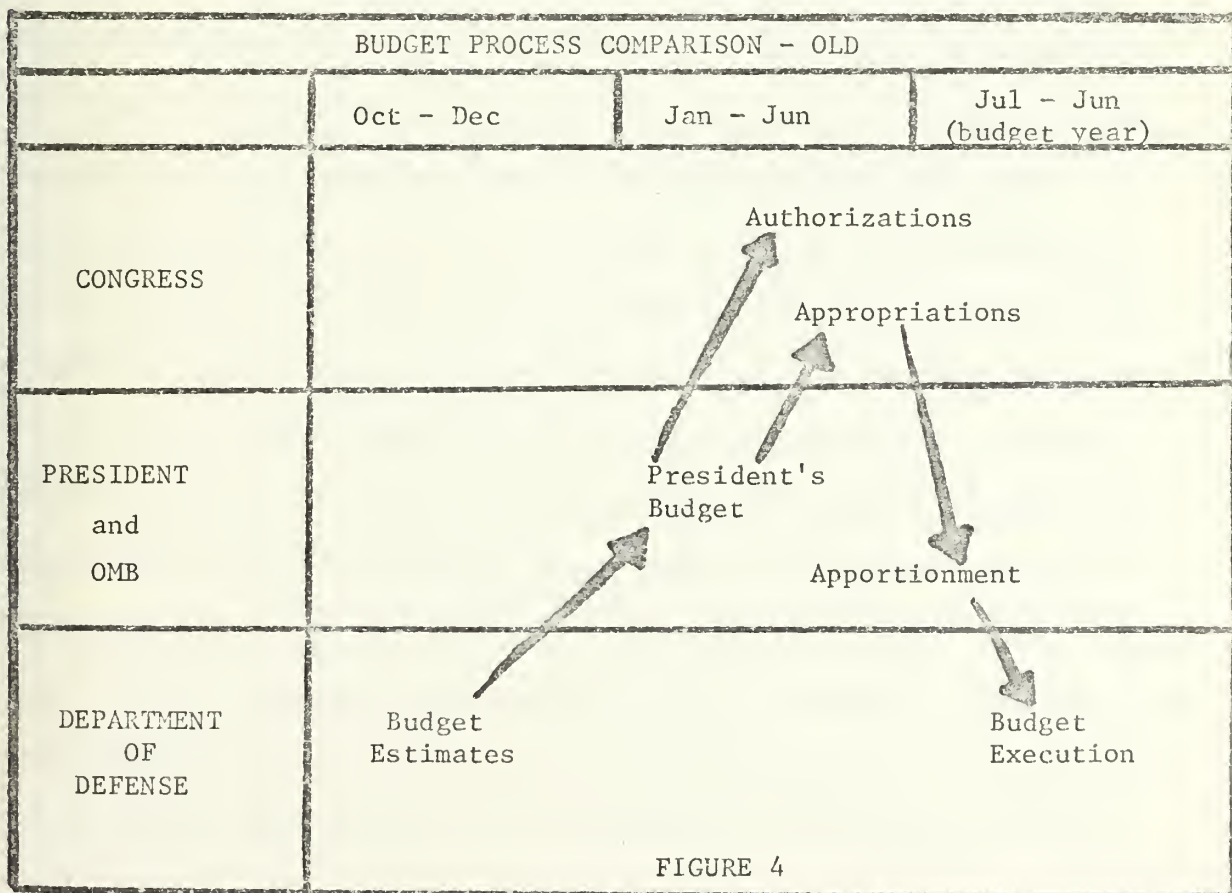 BUDGET PROCESS COMPARISON - OLD
Oct - Dec
Jan - Jun
Jul - Jun
(budget year)
CONGRESS
Authorizations
Appropriations
PRESIDENT
and
OMB
President's
Budget
Apportionment
DEPARTMENT
OF
DEFENSE
Budget
Estimates
Budget
Execution
FIGURE 4